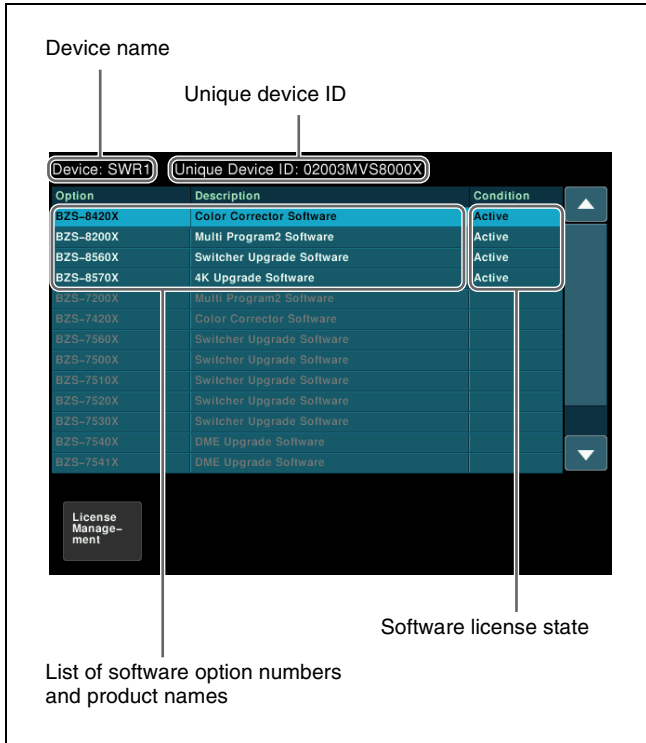 Device name
Unique device ID
Device: SWR1 Unique Device ID: 02003MVS8000X
Option Description Condition
BZS-8420X Color Corrector Software Active
BZS-8200X Multi Program2 Software Active
BZS-8560X Switcher Upgrade Software Active
BZS-8570X 4K Upgrade Software Active
BZS-7200X Multi Program2 Software
BZS-7420X Color Corrector Software
BZS-7560X Switcher Upgrade Software
BZS-7500X Switcher Upgrade Software
BZS-7510X Switcher Upgrade Software
BZS-7520X Switcher Upgrade Software
BZS-7530X Switcher Upgrade Software
BZS-7540X DME Upgrade Software
BZS-7541X DME Upgrade Software
License
Manage-
ment
Software license state
List of software option numbers
and product names